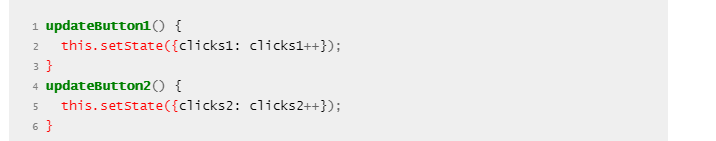 1 updateButton1() {
2 this.setState({clicks1: clicks1++});
3 }
4 updateButton2() {
5 this.setState({clicks2: clicks2++});
6 }